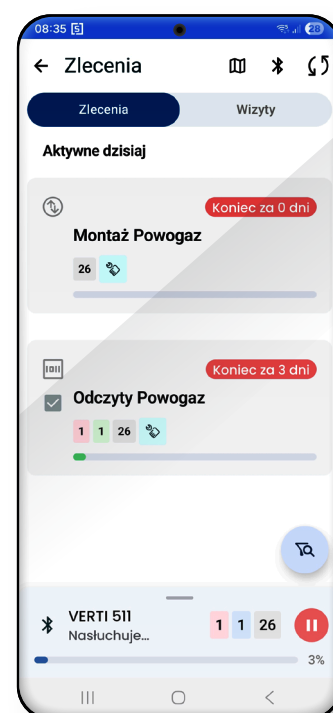 08:35 [5]
28
Zlecenia
Zlecenia
Wizyty
Aktywne dzisiaj
Koniec za 0 dni
Montaż Powogaz
26
Koniec za 3 dni
Odczyty Powogaz
1 1 26
VERTI 511
1 1 26
Nasłuchuje...
3%